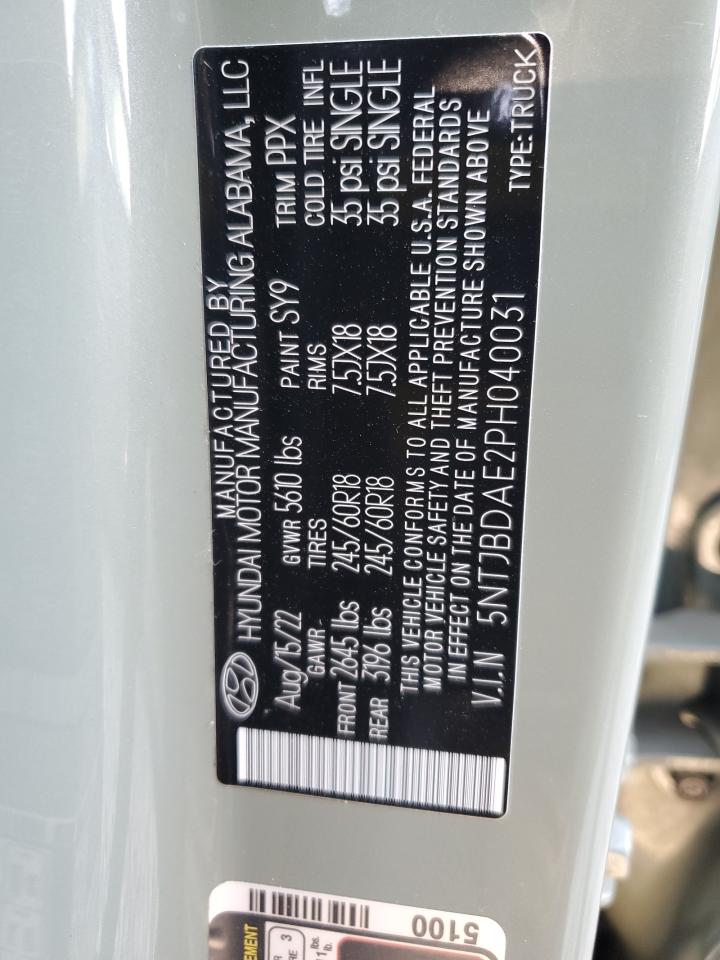 MANUFACTURED BY
HYUNDAI MOTOR MANUFACTURING ALABAMA, LLC
Aug/15/22 GVWR 5610 lbs PAINT SY9 TRIM PPX
GAWR TIRES RIMS COLD TIRE INFL
FRONT 2645 lbs 245/60R18 7.5JX18 35 psi SINGLE
REAR 3196 lbs 245/60R18 7.5JX18 35 psi SINGLE
THIS VEHICLE CONFORMS TO ALL APPLICABLE U.S.A. FEDERAL
MOTOR VEHICLE SAFETY AND THEFT PREVENTION STANDARDS
IN EFFECT ON THE DATE OF MANUFACTURE SHOWN ABOVE
V.I.N 5NTJBDAE2PH040031 TYPE:TRUCK
5100